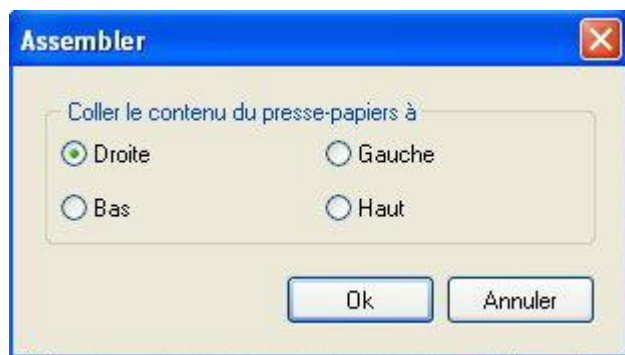 Assembler
Coller le contenu du presse-papiers à
Droite
Gauche
Bas
Haut
Ok
Annuler